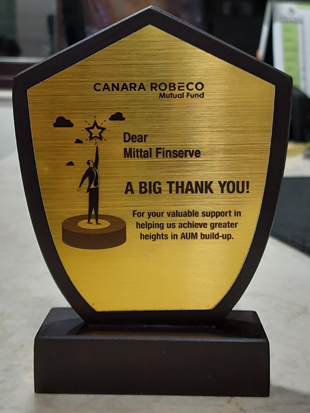 CANARA ROBECO
Mutual Fund
Dear
Mittal Finserve
A BIG THANK YOU!
For your valuable support in
helping us achieve greater
heights in AUM build-up.